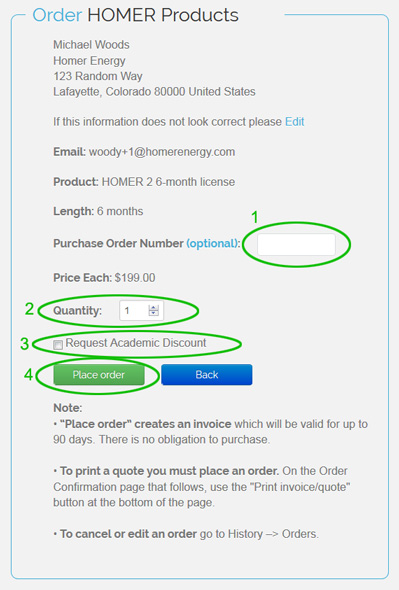 Order HOMER Products
Michael Woods
Homer Energy
123 Random Way
Lafayette, Colorado 80000 United States
If this information does not look correct please Edit
Email: woody+1@homerenergy.com
Product: HOMER 2 6-month license
Length: 6 months
1
Purchase Order Number (optional):
Price Each: $199.00
2 Quantity: 1
3 Request Academic Discount
4 Place order Back
Note:
• "Place order" creates an invoice which will be valid for up to
90 days. There is no obligation to purchase.
• To print a quote you must place an order. On the Order
Confirmation page that follows, use the "Print invoice/quote"
button at the bottom of the page.
• To cancel or edit an order go to History –> Orders.